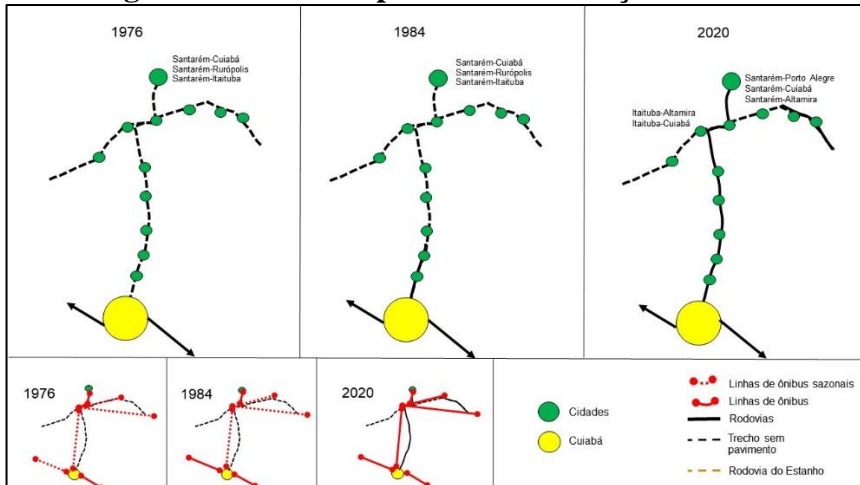 1976
Santarém-Cuiabá
Santarém-Rurópolis
Santarém-Itaituba
1984
Santarém-Cuiabá
Santarém-Rurópolis
Santarém-Itaituba
2020
Santarém-Porto Alegre
Santarém-Cuiabá
Santarém-Altamira
Itaituba-Altamira
Itaituba-Cuiabá
1976
1984
2020
Cidades
Cuiabá
Linhas de ônibus sazonais
Linhas de ônibus
Rodovias
Trecho sem
pavimento
Rodovia do Estanho